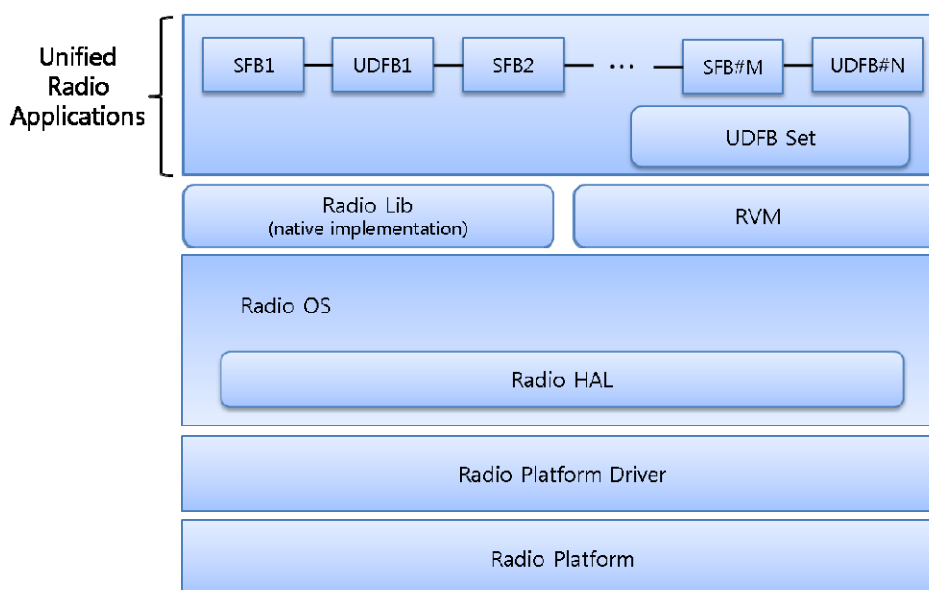 Unified
Radio
Applications
SFB1
UDFB1
SFB2
...
SFB#M
UDFB#N
UDFB Set
Radio Lib
(native implementation)
RVM
Radio OS
Radio HAL
Radio Platform Driver
Radio Platform